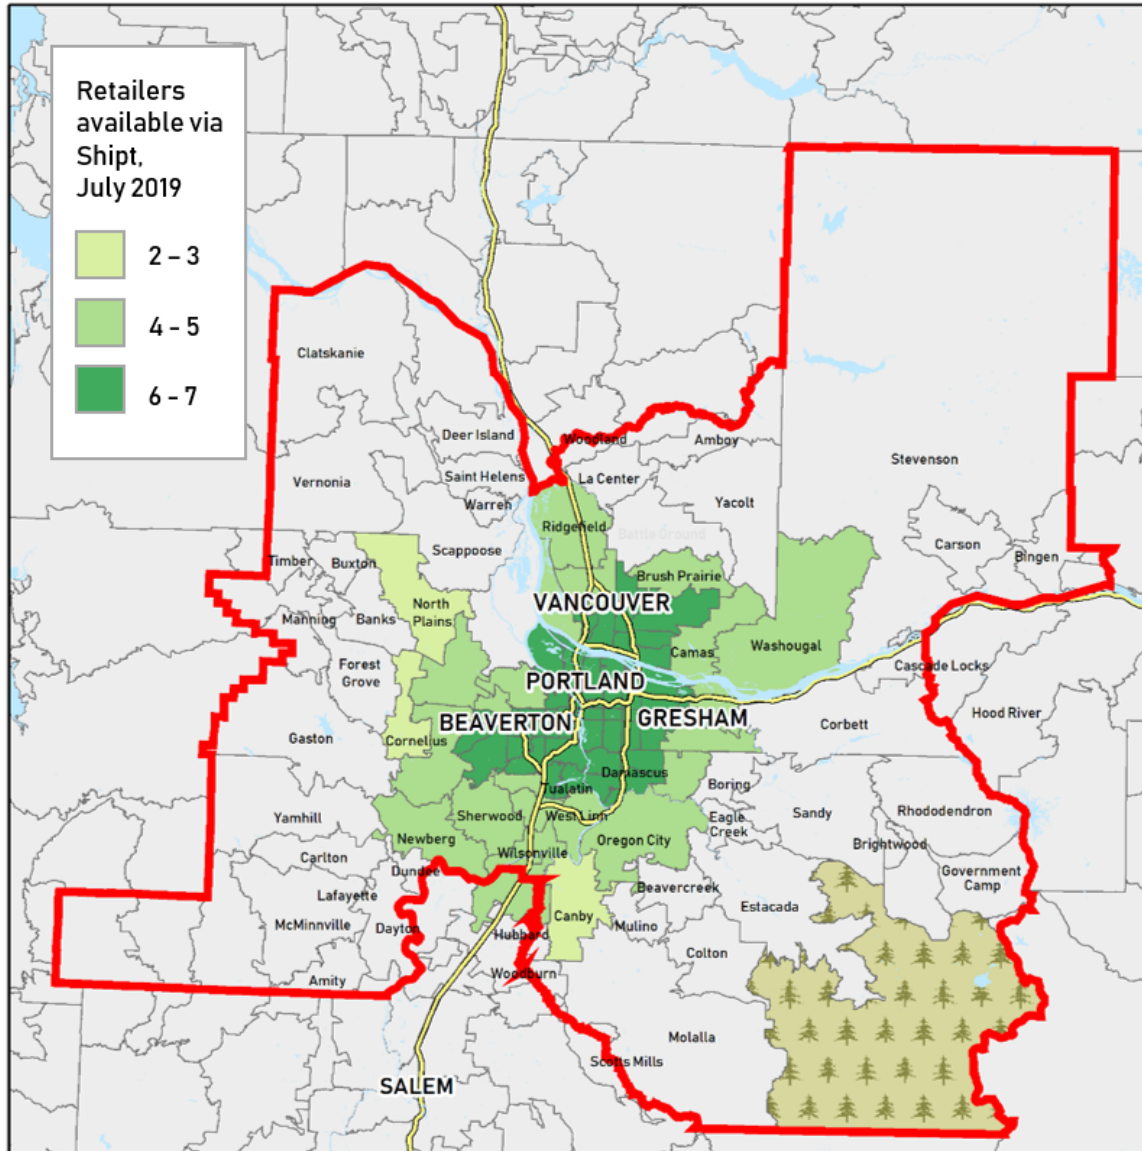 Retailers
available via
Shipt,
July 2019
2 – 3
4 – 5
6 – 7
Clatskanie
Deer Island
Woodland
Amboy
Stevenson
Saint Helens
La Center
Vernonia
Warren
Yacolt
Ridgefield
Battle Ground
Carson
Scappoose
Bingen
Timber
Buxton
Brush Prairie
North
Plains
VANCOUVER
Manning
Banks
Camas
Washougal
Forest
Grove
PORTLAND
Cascade Locks
BEAVERTON
GRESHAM
Hood River
Corbett
Gaston
Cornelius
Damascus
Tualatin
Boring
Yamhill
Sherwood
West Linn
Eagle
Creek
Sandy
Rhododendron
Newberg
Oregon City
Brightwood
Carlton
Wilsonville
Dundee
Government
Camp
Lafayette
Beavercreek
Estacada
McMinnville
Dayton
Canby
Mulino
Hubbard
Colton
Amity
Woodburn
Molalla
Scotts Mills
SALEM